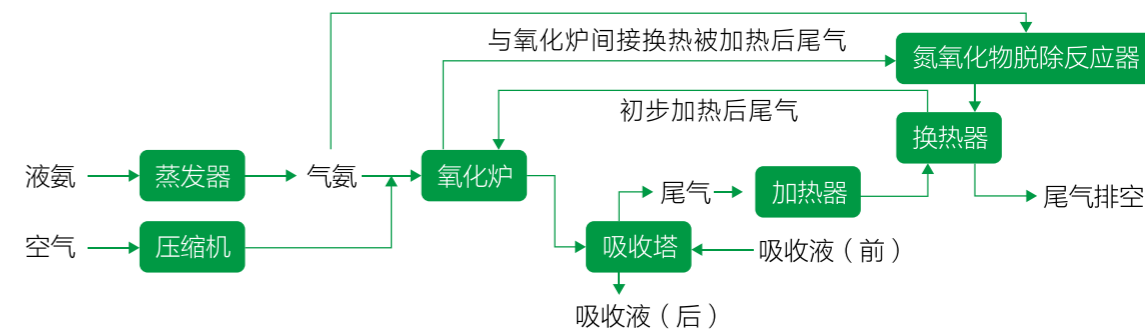 与氧化炉间接换热被加热后尾气
氮氧化物脱除反应器
初步加热后尾气
换热器
液氨
蒸发器
气氨
氧化炉
尾气
加热器
尾气排空
空气
压缩机
吸收塔
吸收液（前）
吸收液（后）